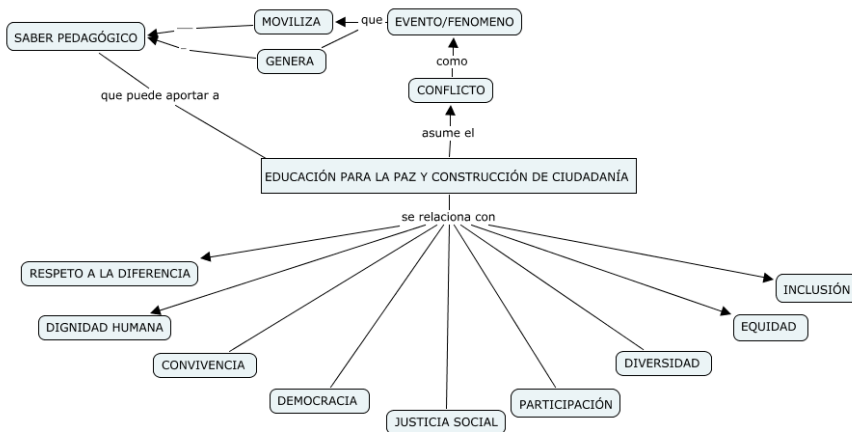 MOVILIZA
que
EVENTO/FENOMENO
SABER PEDAGÓGICO
GENERA
como
que puede aportar a
CONFLICTO
asume el
EDUCACIÓN PARA LA PAZ Y CONSTRUCCIÓN DE CIUDADANÍA
se relaciona con
RESPETO A LA DIFERENCIA
INCLUSIÓN
DIGNIDAD HUMANA
EQUIDAD
CONVIVENCIA
DIVERSIDAD
DEMOCRACIA
PARTICIPACIÓN
JUSTICIA SOCIAL